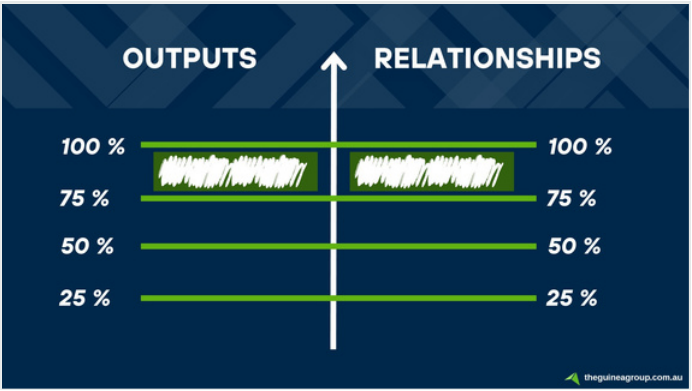 OUTPUTS RELATIONSHIPS
100 % 100 %
75 % 75 %
50 % 50 %
25 % 25 %
theguineagroup.com.au